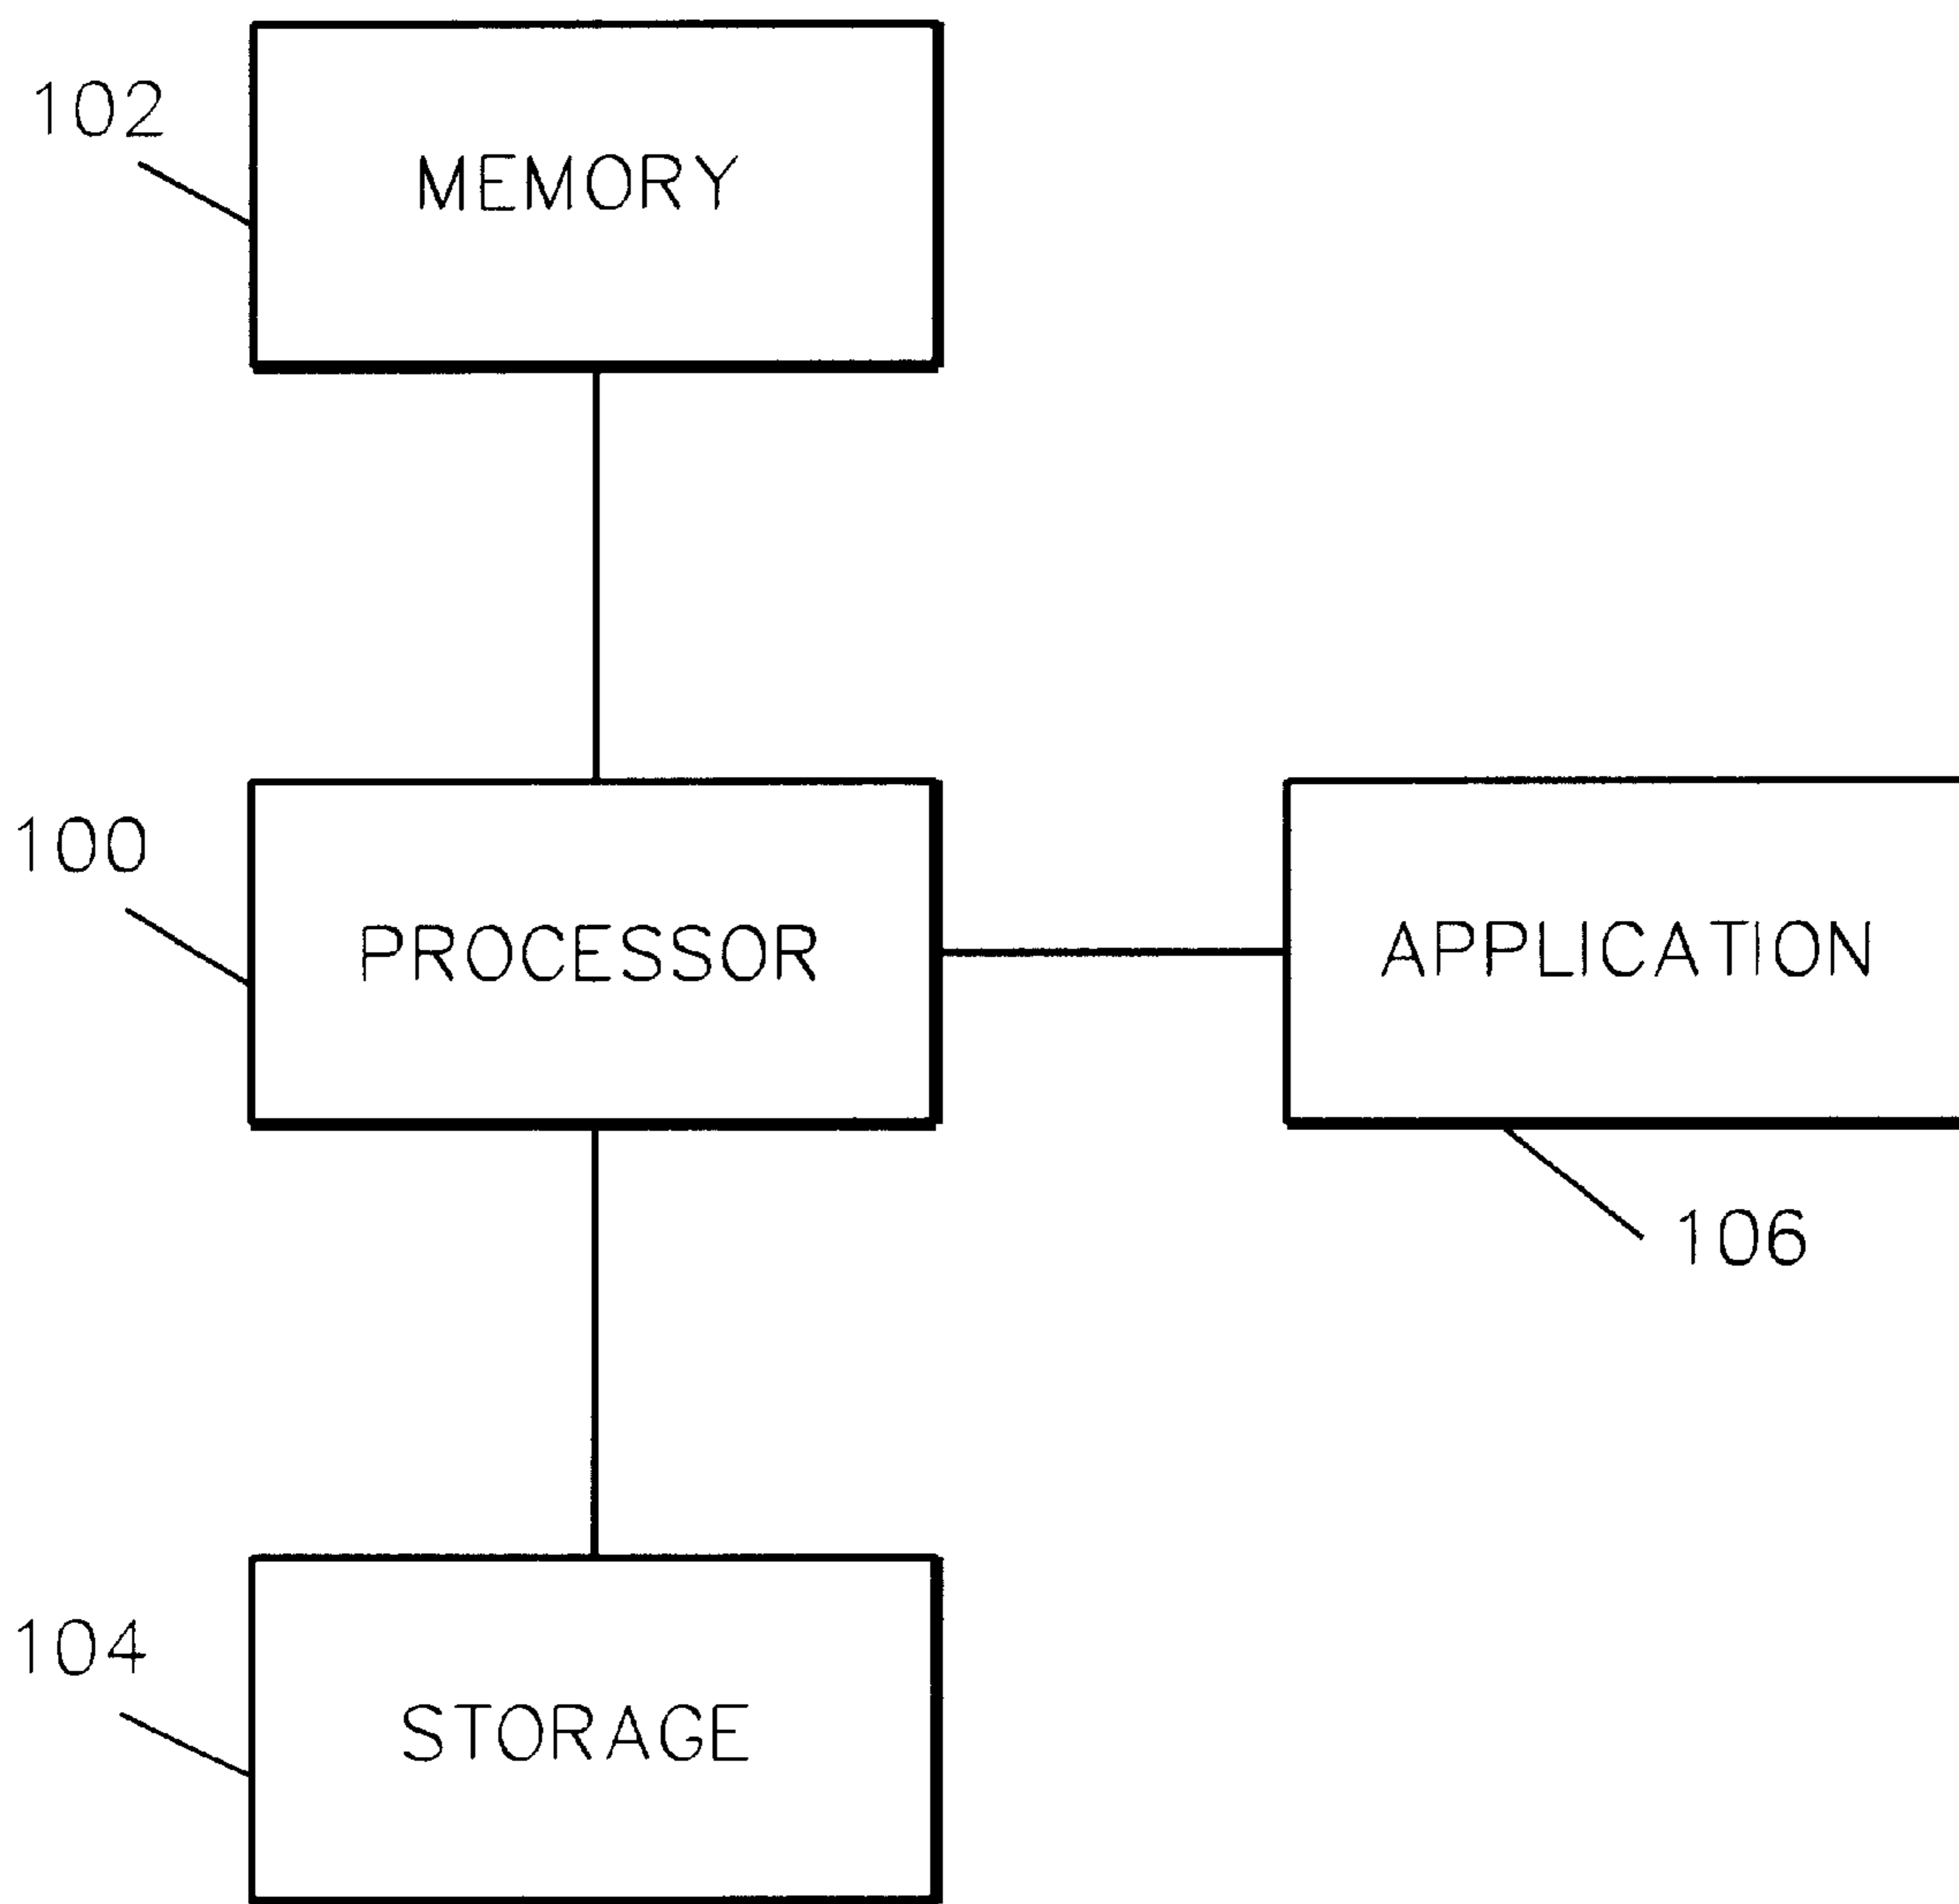 102
MEMORY
100
PROCESSOR
APPLICATION
106
104
STORAGE